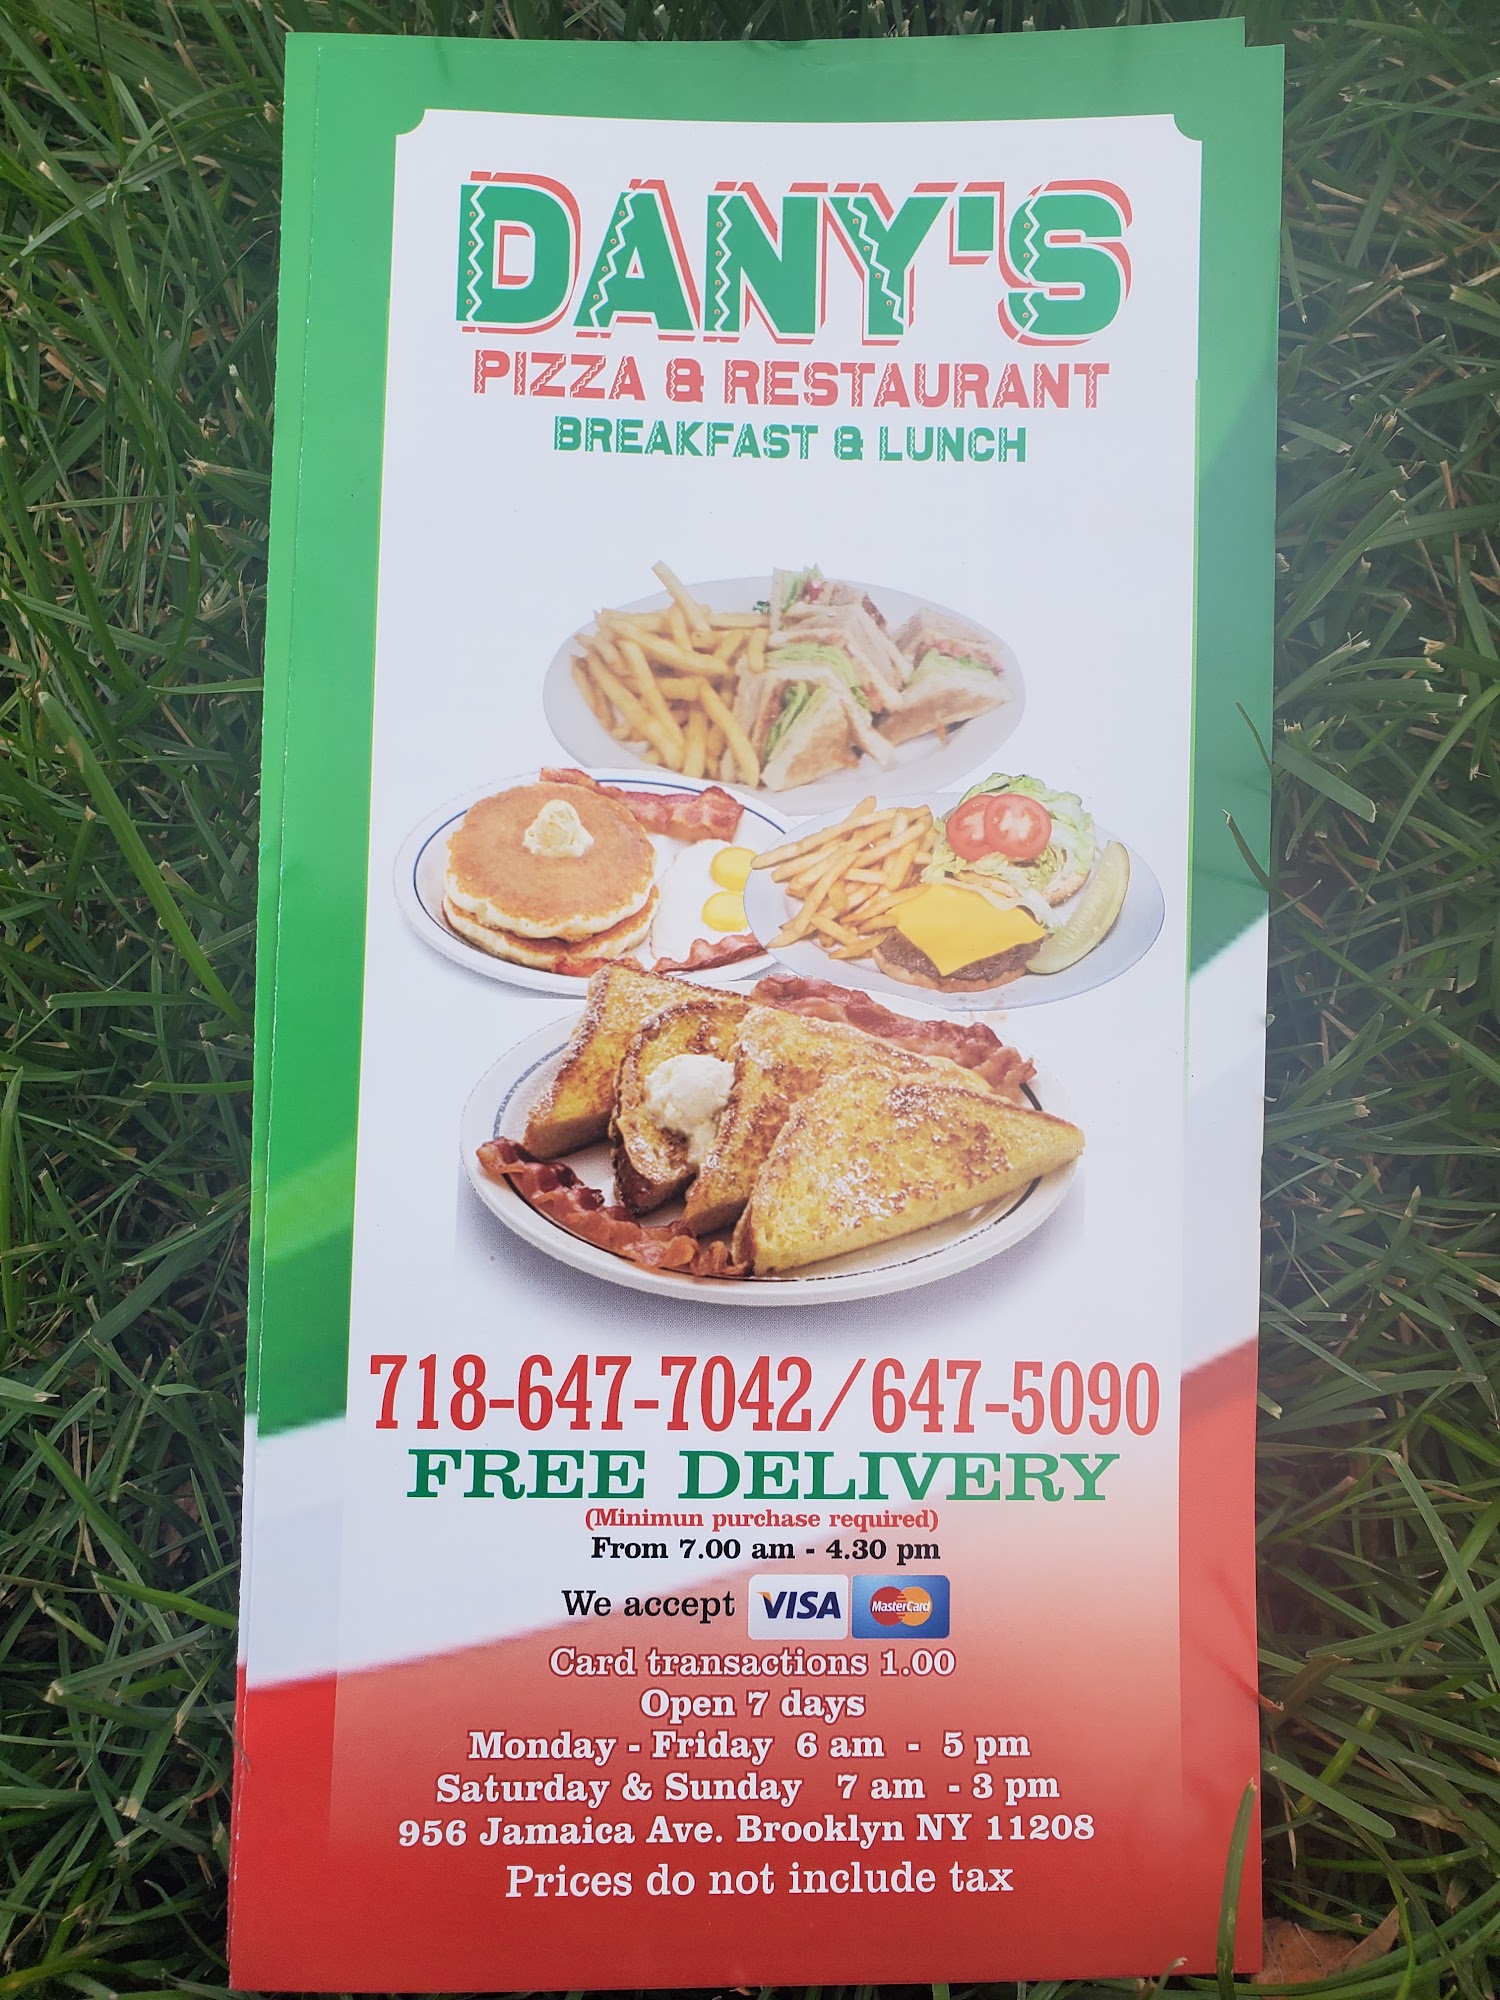 DANY'S
PIZZA & RESTAURANT
BREAKFAST & LUNCH
718-647-7042/647-5090
FREE DELIVERY
(Minimun purchase required)
From 7.00 am - 4.30 pm
We accept VISA MasterCard
Card transactions 1.00
Open 7 days
Monday - Friday 6 am - 5 pm
Saturday & Sunday 7 am - 3 pm
956 Jamaica Ave. Brooklyn NY 11208
Prices do not include tax